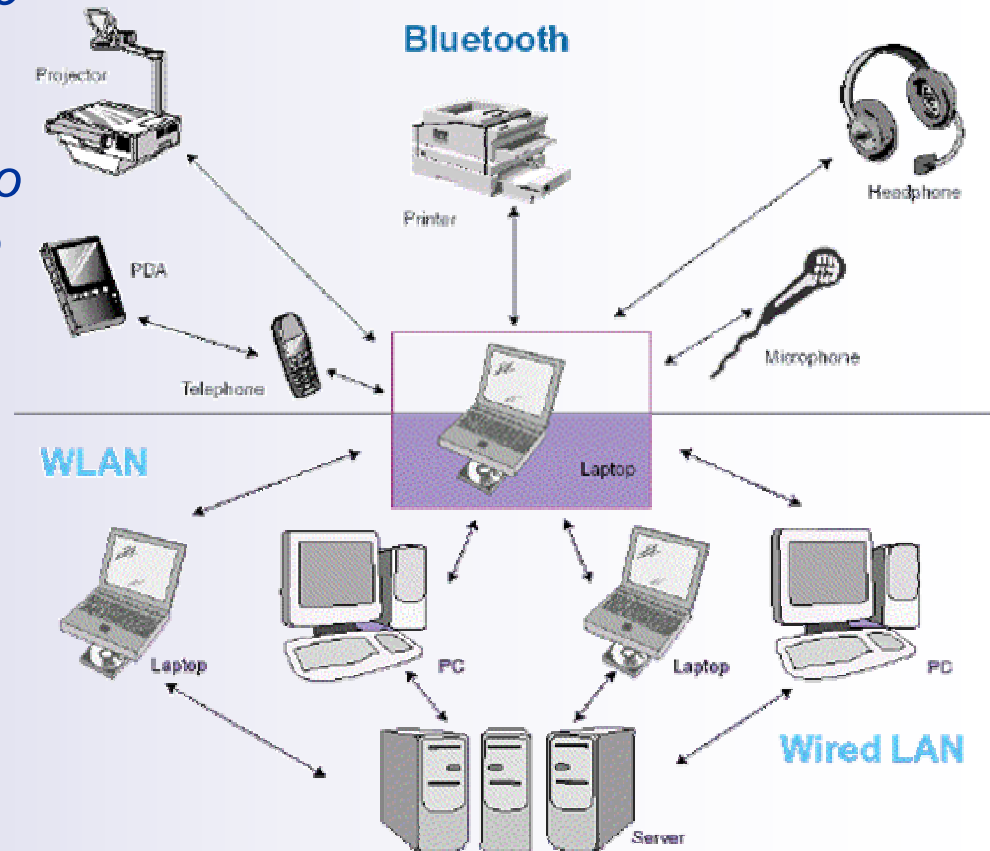 Bluetooth
Projector
Printer
Headphone
PDA
Microphone
Telephone
WLAN
Laptop
Laptop
PC
Laptop
PC
Wired LAN
Server